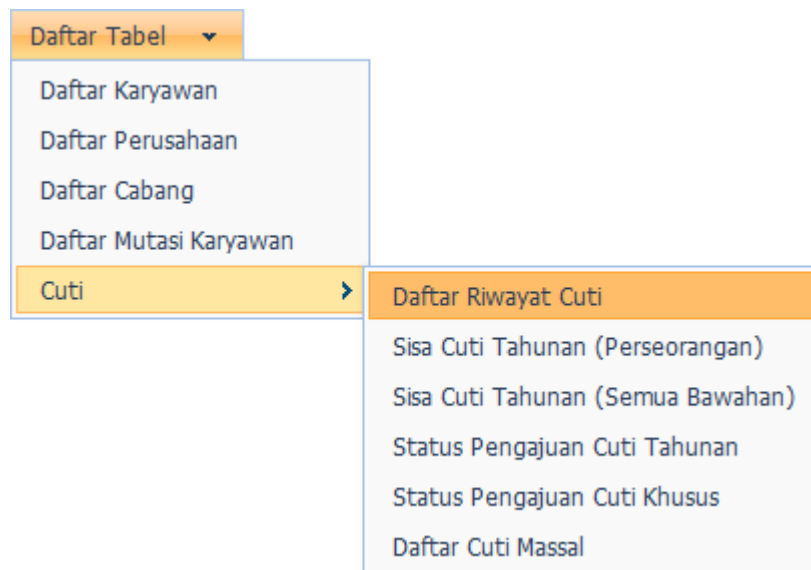 Daftar Tabel
Daftar Karyawan
Daftar Perusahaan
Daftar Cabang
Daftar Mutasi Karyawan
Cuti
Daftar Riwayat Cuti
Sisa Cuti Tahunan (Perseorangan)
Sisa Cuti Tahunan (Semua Bawahan)
Status Pengajuan Cuti Tahunan
Status Pengajuan Cuti Khusus
Daftar Cuti Massal